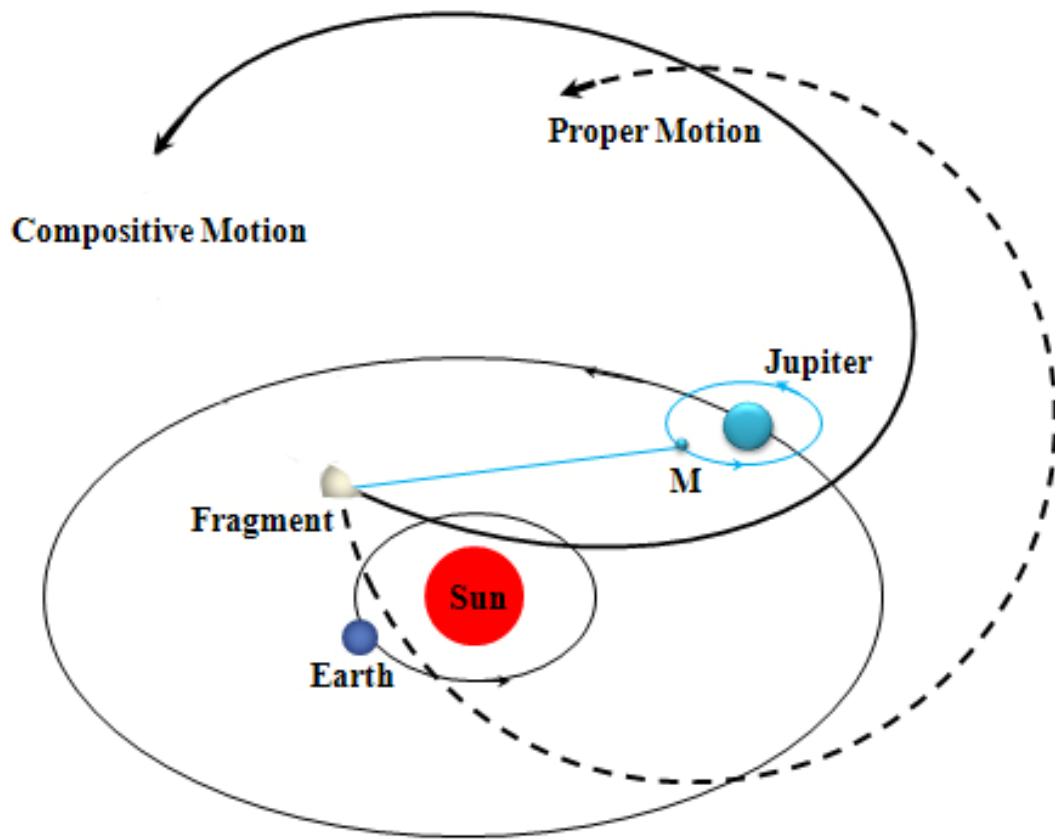 Proper Motion
Compositive Motion
Jupiter
M
Fragment
Sun
Earth